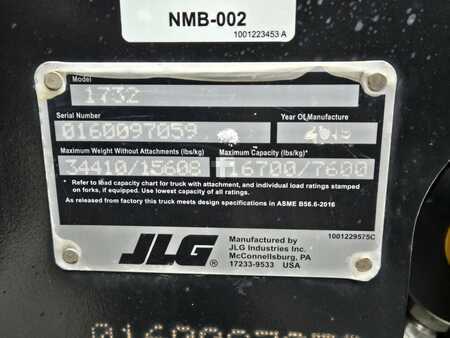 NMB-002
1001223453 A
Model
1732
Serial Number
Year Of Manufacture
0160097059
Maximum Weight Without Attachments (lbs/kg)
Maximum Capacity (lbs/kg)*
34410/15608
16700/7600
* Refer to load capacity chart for truck with attachment, and individual load ratings stamped
on forks, if equipped. Use lowest capacity of all ratings.
As released from factory this truck meets design specifications in ASME B56.6-2016
1001229575C
JLG®
Manufactured by
JLG Industries Inc.
McConnellsburg, PA
17233-9533 USA